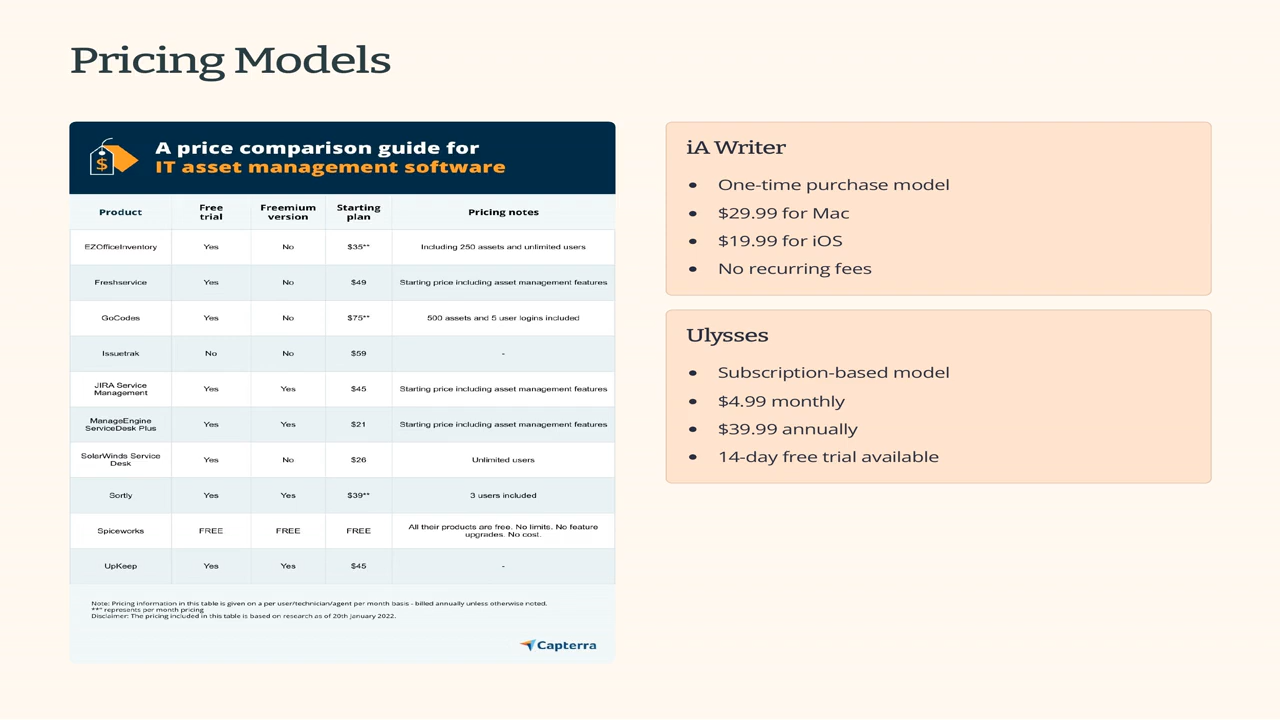 Pricing Models
A price comparison guide for
IT asset management software
Product Free trial Freemium version Starting plan Pricing notes
EZOfficeInventory Yes No $35** Including 250 assets and unlimited users
Freshservice Yes No $49 Starting price including asset management features
GoCodes Yes No $75** 500 assets and 5 user logins included
Issuetrak No No $59 -
JIRA Service Management Yes Yes $45 Starting price including asset management features
ManageEngine ServiceDesk Plus Yes Yes $21 Starting price including asset management features
SolarWinds Service Desk Yes No $26 Unlimited users
Sortly Yes Yes $39** 3 users included
Spiceworks FREE FREE FREE All their products are free. No limits. No feature upgrades. No cost.
UpKeep Yes Yes $45 -
Note: Pricing information in this table is given on a per user/technician/agent per month basis - billed annually unless otherwise noted.
"**" represents per month pricing
Disclaimer: The pricing included in this table is based on research as of 20th January 2022.
Capterra
iA Writer
• One-time purchase model
• $29.99 for Mac
• $19.99 for iOS
• No recurring fees
Ulysses
• Subscription-based model
• $4.99 monthly
• $39.99 annually
• 14-day free trial available